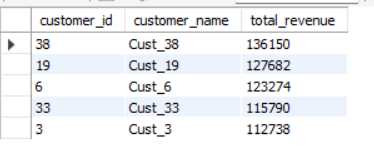 customer_id customer_name total_revenue
38 Cust_38 136150
19 Cust_19 127682
6 Cust_6 123274
33 Cust_33 115790
3 Cust_3 112738